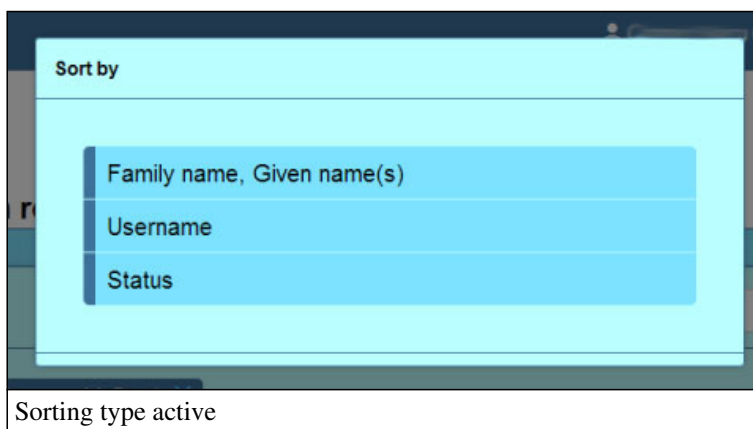 Sort by
Family name, Given name(s)
Username
Status
Sorting type active